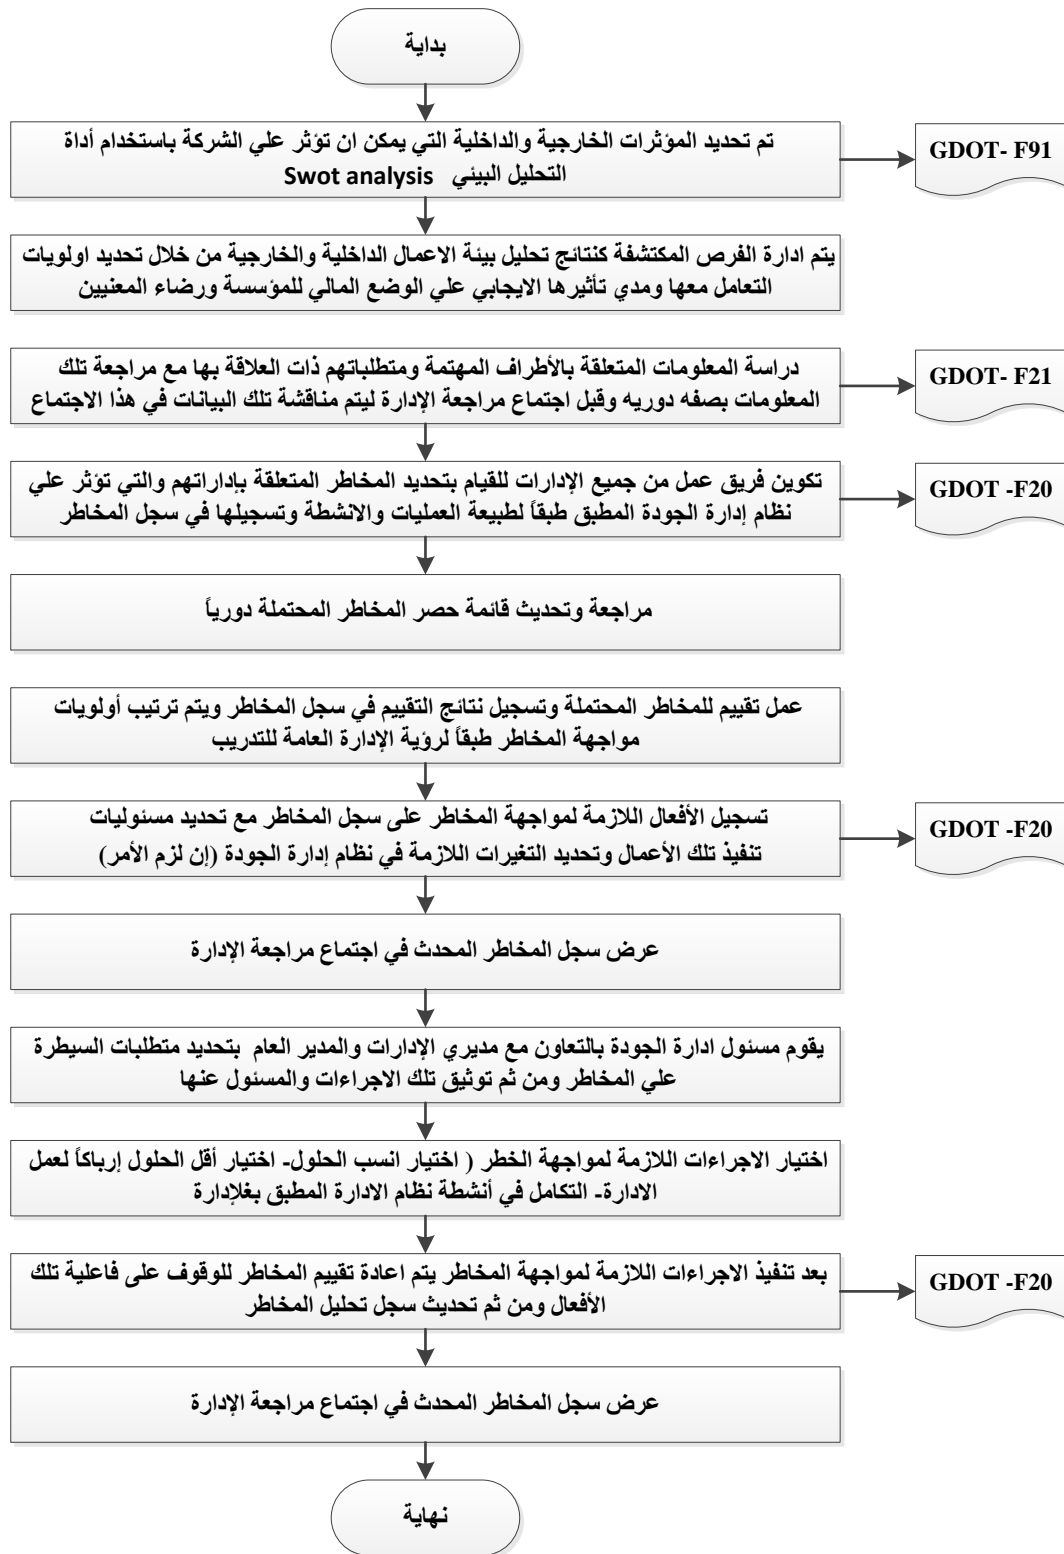 بداية
تم تحديد المؤثرات الخارجية والداخلية التي يمكن ان تؤثر علي الشركة باستخدام أداة
التحليل البيئي Swot analysis
GDOT- F91
يتم ادارة الفرص المكتشفة كنتائج تحليل بيئة الاعمال الداخلية والخارجية من خلال تحديد اولويات
التعامل معها ومدي تأثيرها الايجابي علي الوضع المالي للمؤسسة ورضاء المعنيين
دراسة المعلومات المتعلقة بالأطراف المهتمة ومتطلباتهم ذات العلاقة بها مع مراجعة تلك
المعلومات بصفه دوريه وقبل اجتماع مراجعة الإدارة ليتم مناقشة تلك البيانات في هذا الاجتماع
GDOT- F21
تكوين فريق عمل من جميع الإدارات للقيام بتحديد المخاطر المتعلقة بإداراتهم والتي تؤثر علي
نظام إدارة الجودة المطبق طبقاً لطبيعة العمليات والانشطة وتسجيلها في سجل المخاطر
GDOT -F20
مراجعة وتحديث قائمة حصر المخاطر المحتملة دورياً
عمل تقييم للمخاطر المحتملة وتسجيل نتائج التقييم في سجل المخاطر ويتم ترتيب أولويات
مواجهة المخاطر طبقاً لرؤية الإدارة العامة للتدريب
تسجيل الأفعال اللازمة لمواجهة المخاطر على سجل المخاطر مع تحديد مسئوليات
تنفيذ تلك الأعمال وتحديد التغيرات اللازمة في نظام إدارة الجودة (إن لزم الأمر)
GDOT -F20
عرض سجل المخاطر المحدث في اجتماع مراجعة الإدارة
يقوم مسئول ادارة الجودة بالتعاون مع مديري الإدارات والمدير العام بتحديد متطلبات السيطرة
علي المخاطر ومن ثم توثيق تلك الاجراءات والمسئول عنها
اختيار الاجراءات اللازمة لمواجهة الخطر ( اختيار انسب الحلول- اختيار أقل الحلول إرباكاً لعمل
الادارة- التكامل في أنشطة نظام الادارة المطبق بغلإدارة
بعد تنفيذ الاجراءات اللازمة لمواجهة المخاطر يتم اعادة تقييم المخاطر للوقوف على فاعلية تلك
الأفعال ومن ثم تحديث سجل تحليل المخاطر
GDOT -F20
عرض سجل المخاطر المحدث في اجتماع مراجعة الإدارة
نهاية